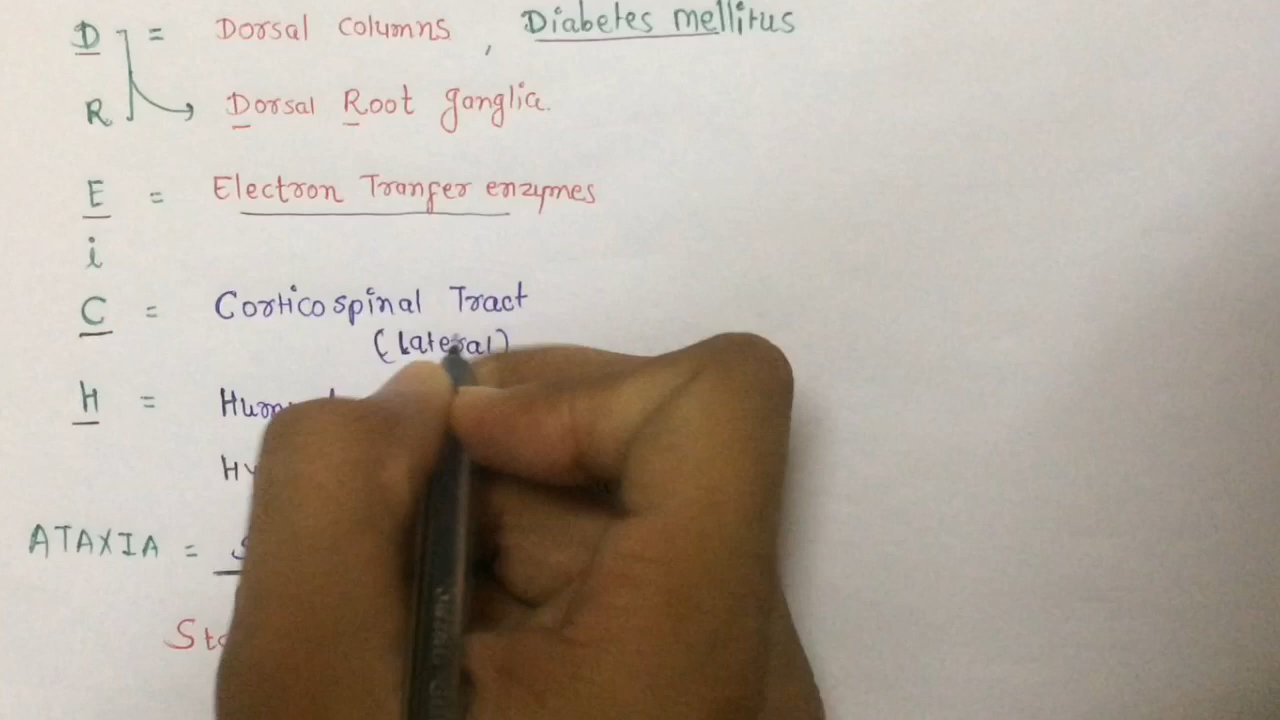 D = Dorsal columns , Diabetes mellitus
R Dorsal Root ganglia.
E = Electron Tranfer enzymes
i
C = Corticospinal Tract
(Lateral)
H =
ATAXIA =